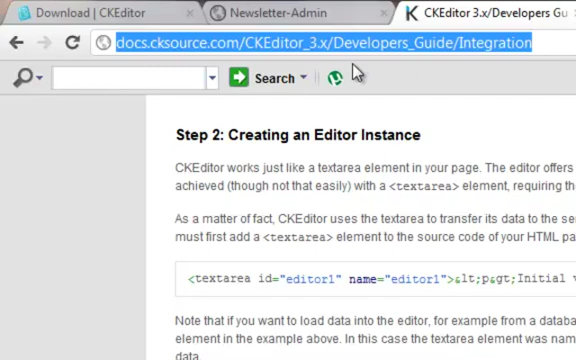 Download | CKEditor
Newsletter-Admin
CKEditor 3.x/Developers Gu
docs.cksource.com/CKEditor_3.x/Developers_Guide/Integration
Search
Step 2: Creating an Editor Instance
CKEditor works just like a textarea element in your page. The editor offers
achieved (though not that easily) with a <textarea> element, requiring the
As a matter of fact, CKEditor uses the textarea to transfer its data to the se
must first add a <textarea> element to the source code of your HTML pa
<textarea id="editor1" name="editor1">&lt;p&gt;Initial v
Note that if you want to load data into the editor, for example from a databa
element in the example above. In this case the textarea element was nam
data.